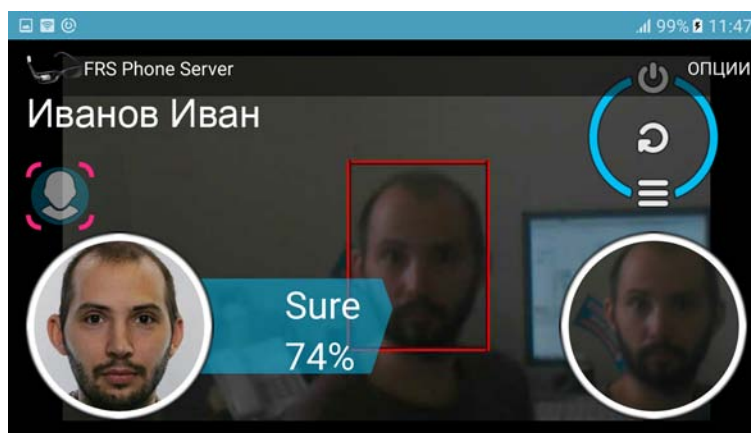 99% 11:47
FRS Phone Server
ОПЦИИ
Иванов Иван
Sure
74%